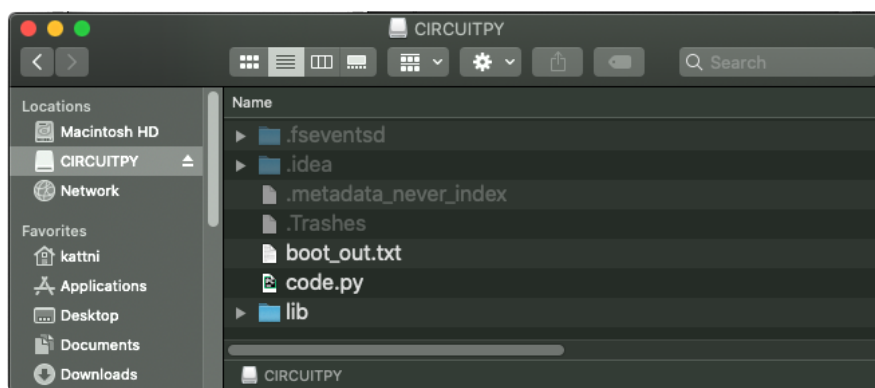 CIRCUITPY
Search
Locations
Macintosh HD
CIRCUITPY
Network
Favorites
kattni
Applications
Desktop
Documents
Downloads
Name
.fseventsd
.idea
.metadata_never_index
.Trashes
boot_out.txt
code.py
lib
CIRCUITPY